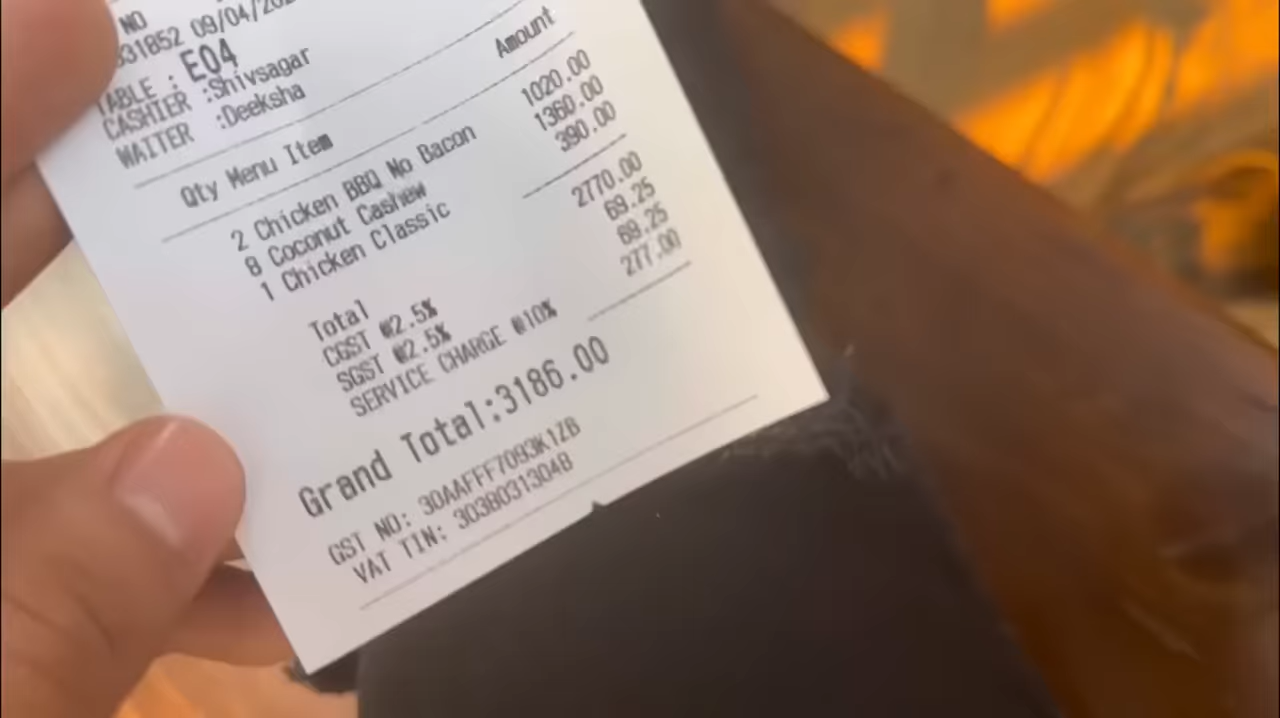 NO
31852 09/04/20
TABLE : E04
CASHIER :Shivsagar
WAITER :Deeksha
Qty Menu Item Amount
2 Chicken BBQ No Bacon 1020.00
8 Coconut Cashew 1360.00
1 Chicken Classic 390.00
Total 2770.00
CGST @2.5% 69.25
SGST @2.5% 69.25
SERVICE CHARGE @10% 277.00
Grand Total:3186.00
GST NO: 30AAFFF7093K1ZB
VAT TIN: 3038031304B